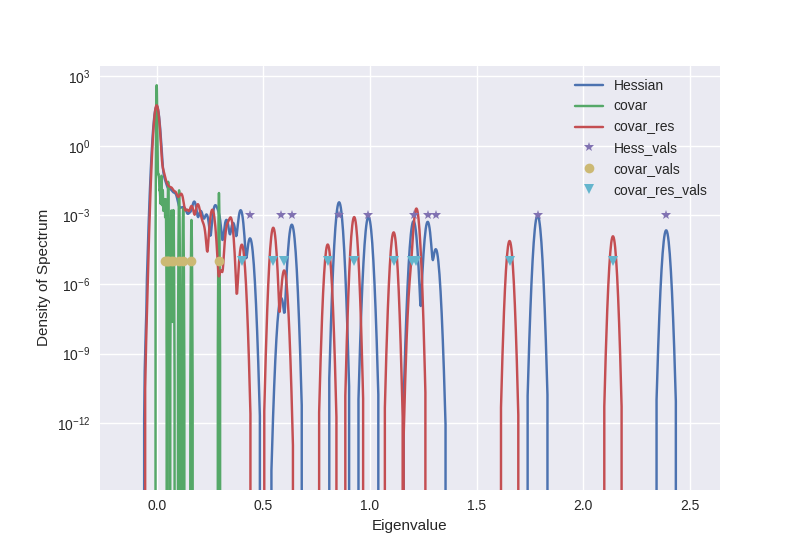 10^3
10^0
10^−3
10^−6
10^−9
10^−12
Density of Spectrum
Hessian
covar
covar_res
Hess_vals
covar_vals
covar_res_vals
0.0 0.5 1.0 1.5 2.0 2.5
Eigenvalue